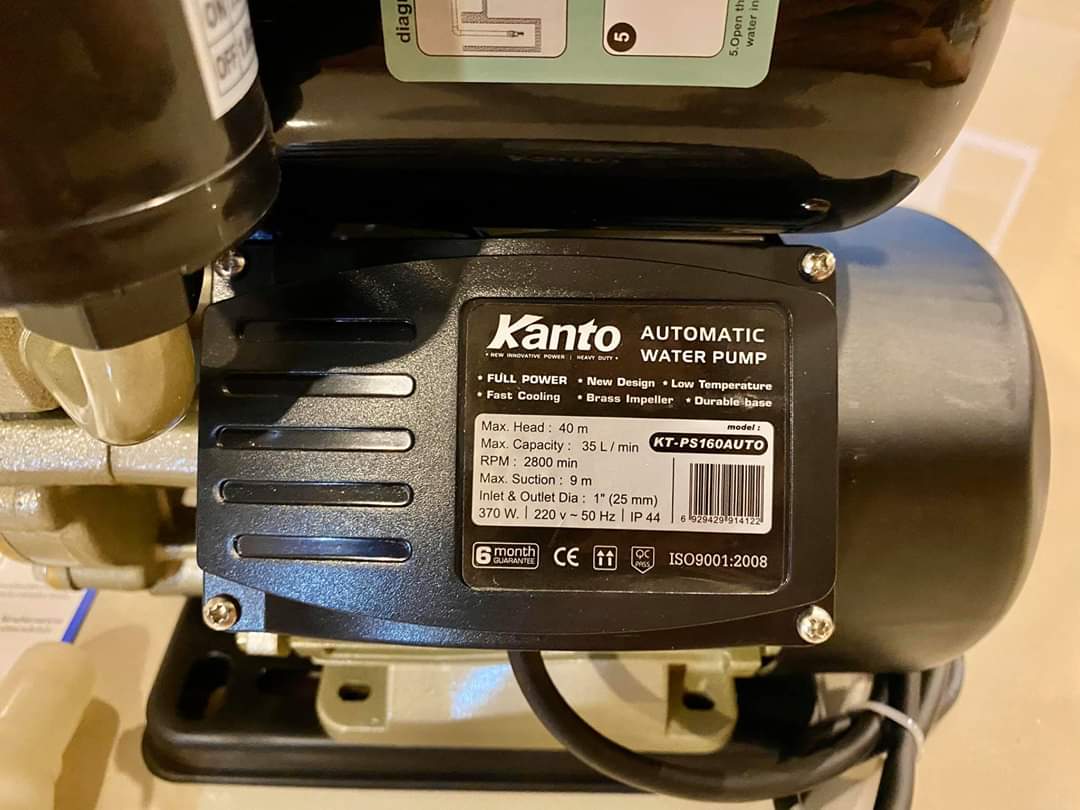 ON
OFF
diag
5
5.Open th
water in
Kanto
• NEW INNOVATIVE POWER | HEAVY DUTY •
AUTOMATIC
WATER PUMP
* FULL POWER * New Design * Low Temperature
* Fast Cooling * Brass Impeller * Durable base
Max. Head : 40 m
Max. Capacity : 35 L / min
RPM : 2800 min
Max. Suction : 9 m
Inlet & Outlet Dia : 1" (25 mm)
370 W. | 220 v ~ 50 Hz | IP 44
model :
KT-PS160AUTO
6 929429 914122
6 month
GUARANTEE
CE
QC
PASS
ISO9001:2008